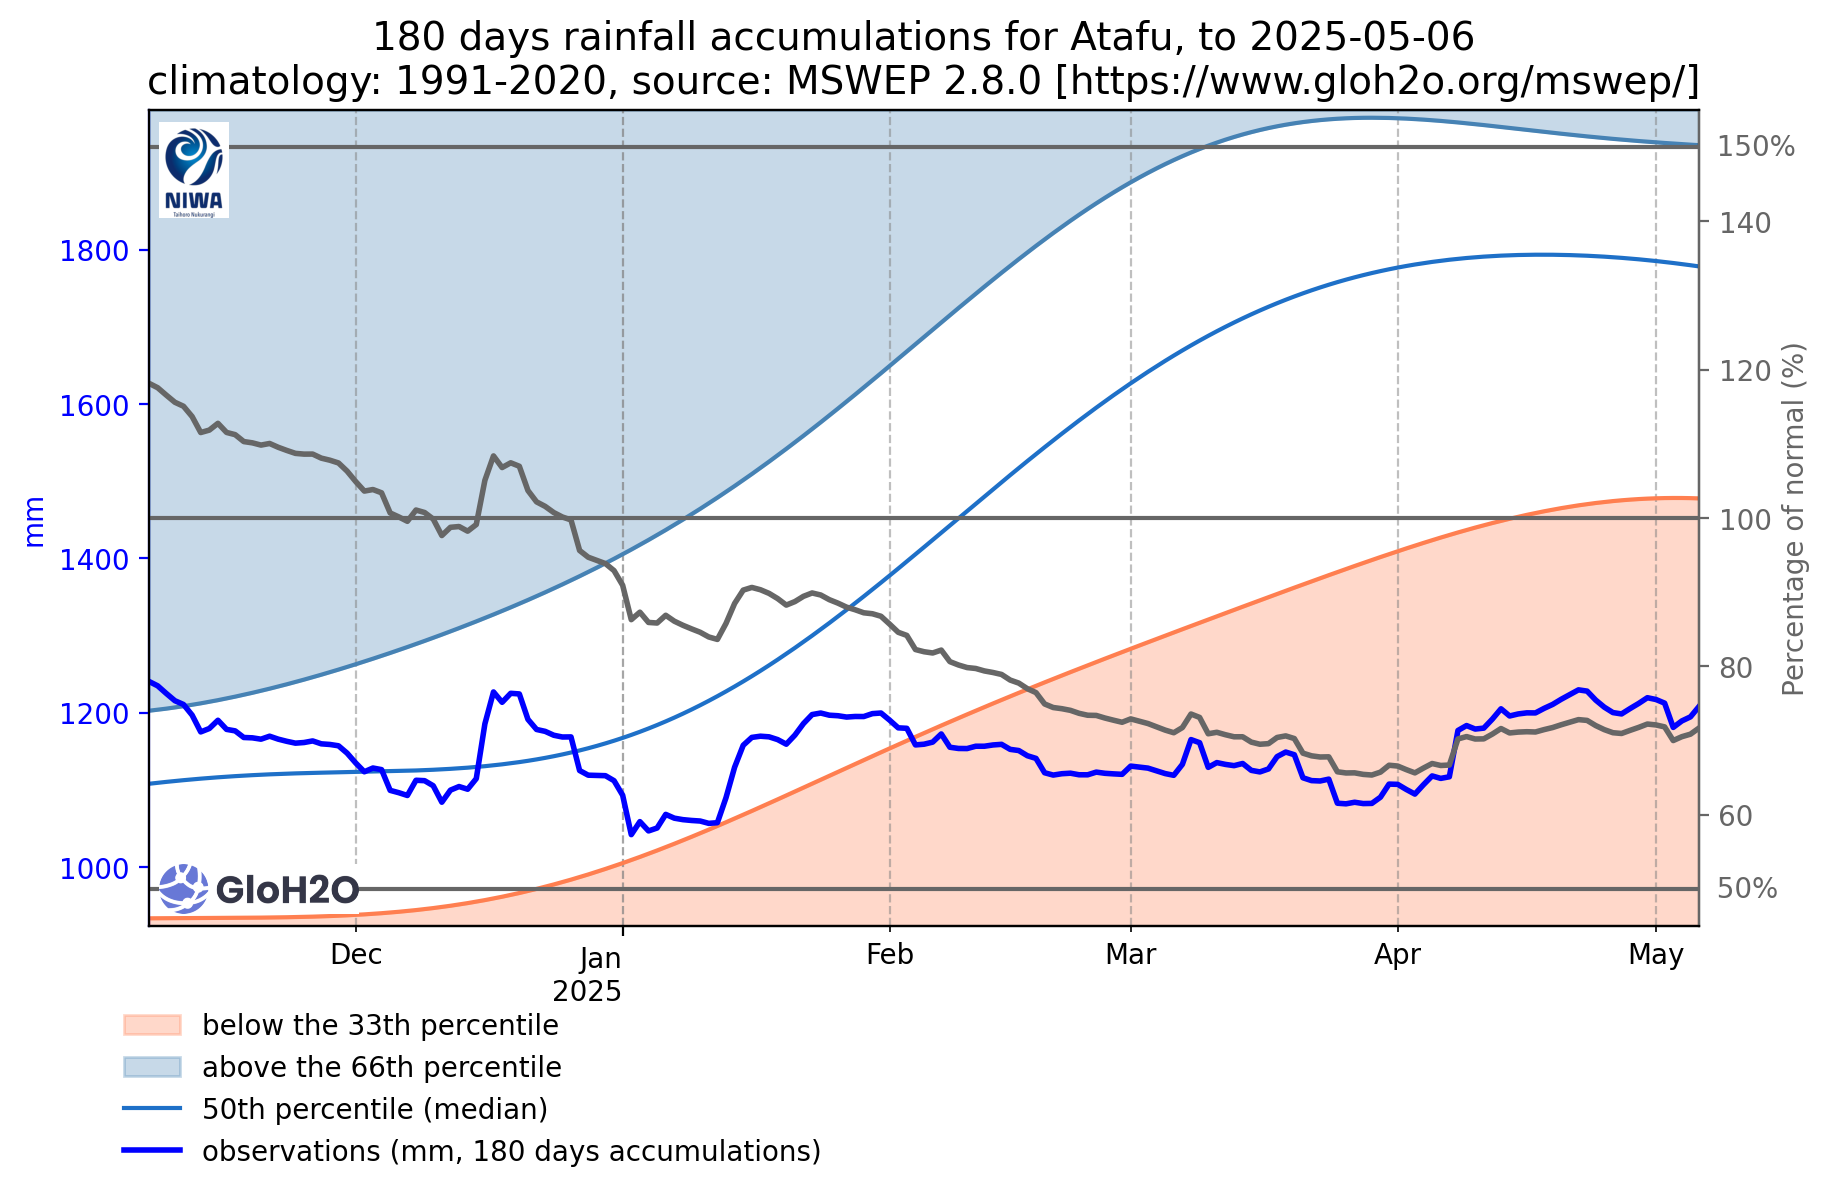 180 days rainfall accumulations for Atafu, to 2025-05-06
climatology: 1991-2020, source: MSWEP 2.8.0 [https://www.gloh2o.org/mswep/]
NIWA
Taihoro Nukurangi
150%
140
1800
120
1600
Percentage of normal (%)
mm
100
1400
80
1200
60
1000
GloH2O
50%
Dec
Jan
2025
Feb
Mar
Apr
May
below the 33th percentile
above the 66th percentile
50th percentile (median)
observations (mm, 180 days accumulations)